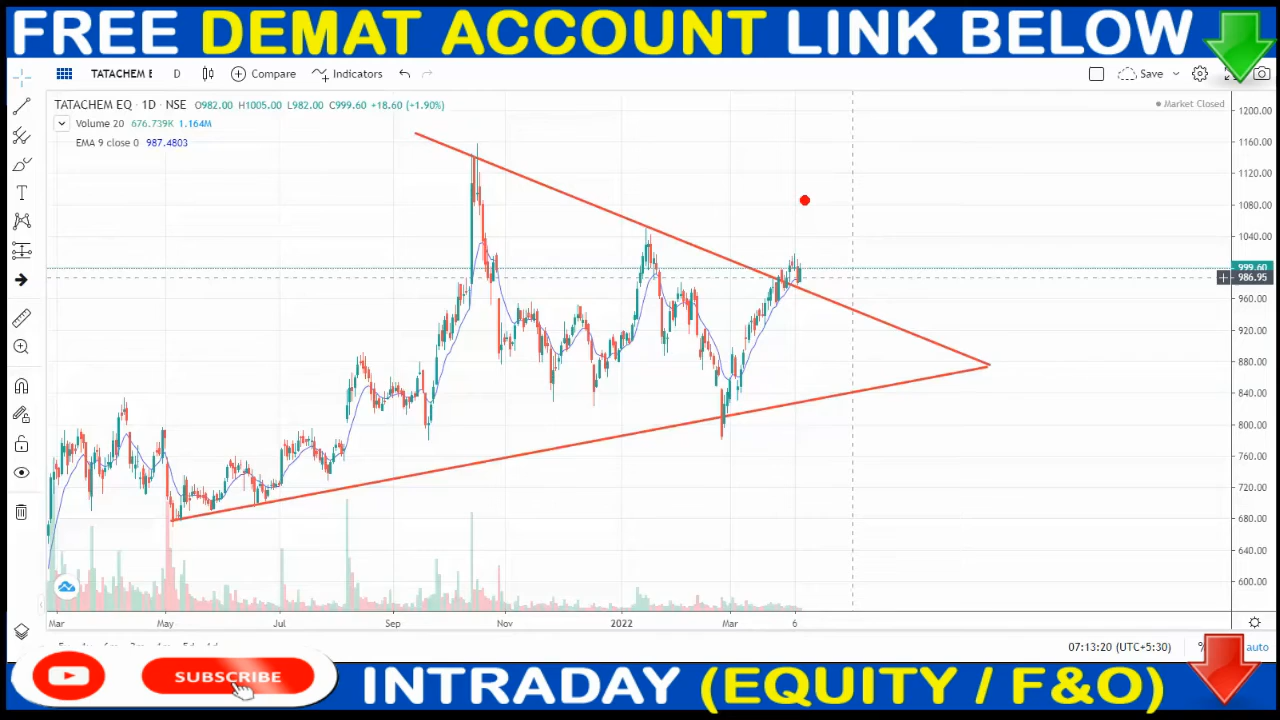 FREE DEMAT ACCOUNT LINK BELOW
TATACHEM E D Compare Indicators Save
TATACHEM EQ · 1D · NSE O982.00 H1005.00 L982.00 C999.60 +18.60 (+1.90%) Market Closed
Volume 20 676.739K 1.164M
EMA 9 close 0 987.4803
1200.00
1160.00
1120.00
1080.00
1040.00
999.60
986.95
960.00
920.00
880.00
840.00
800.00
760.00
720.00
680.00
640.00
600.00
Mar May Jul Sep Nov 2022 Mar 6
07:13:20 (UTC+5:30) % auto
SUBSCRIBE
INTRADAY (EQUITY / F&O)